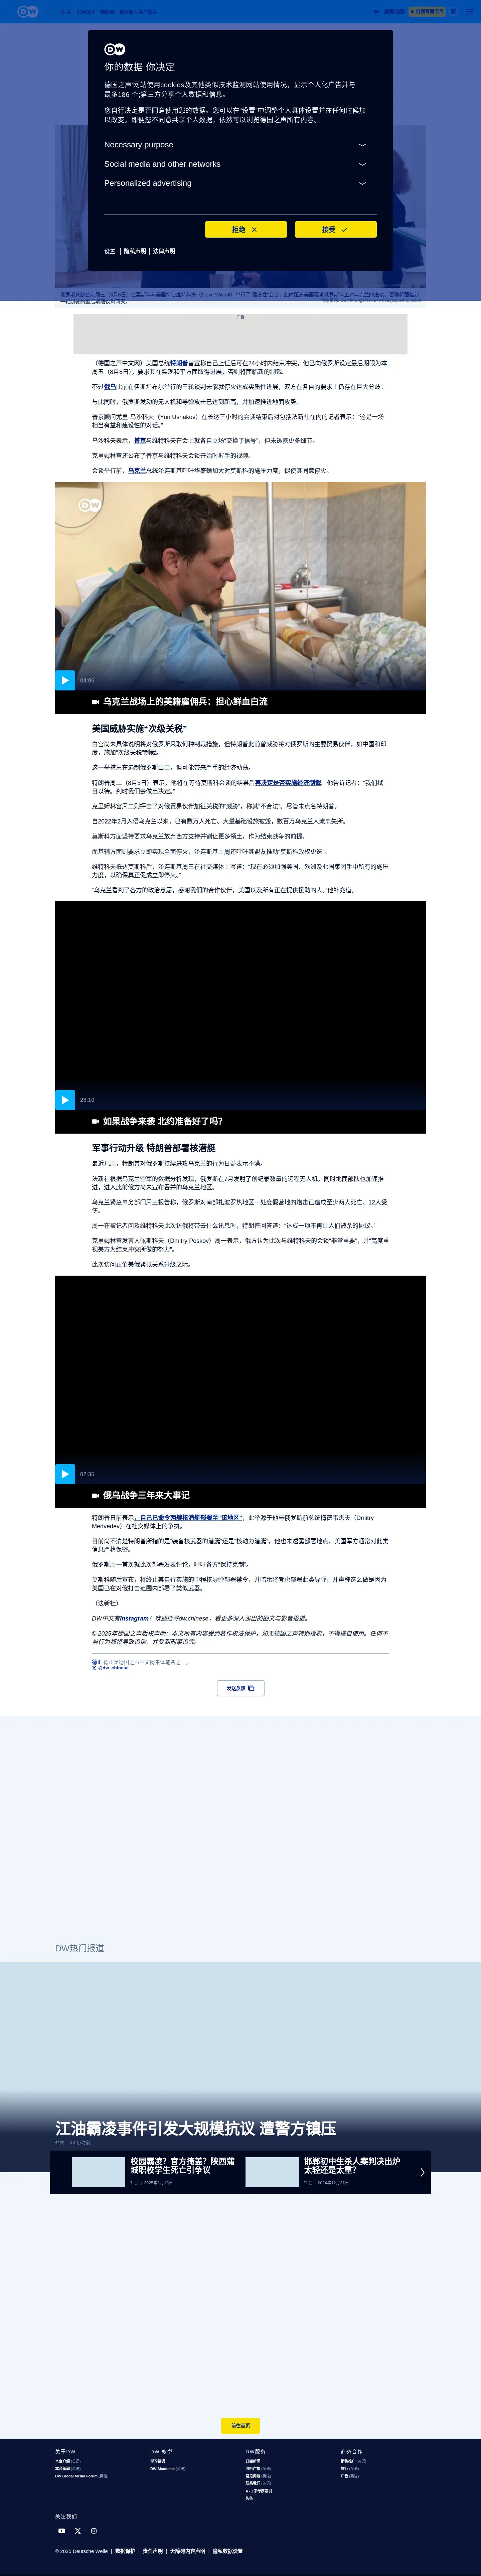 DW
你的数据 你决定
德国之声'网站使用cookies及其他类似技术监测网站使用情况，显示个人化广告并与
最多186 个;第三方分享个人数据和信息。
您自行决定是否同意使用您的数据。您可以在"设置"中调整个人具体设置并在任何时候加
以改变。即便您不同意共享个人数据，依然可以浏览德国之声所有内容。
Necessary purpose
Social media and other networks
Personalized advertising
拒绝
接受
设置 | 隐私声明 | 法律声明
广告
（德国之声中文网）美国总统特朗普曾宣称自己上任后可在24小时内结束冲突，他已向俄罗斯设定最后期限为本
周五（8月8日），要求其在实现和平方面取得进展，否则将面临新的制裁。
不过俄乌此前在伊斯坦布尔举行的三轮谈判未能就停火达成实质性进展，双方在各自的要求上仍存在巨大分歧。
与此同时，俄罗斯发动的无人机和导弹攻击已达到新高，并加速推进地面攻势。
普京顾问尤里·乌沙科夫（Yuri Ushakov）在长达三小时的会谈结束后对包括法新社在内的记者表示："这是一场
相当有益和建设性的对话。"
乌沙科夫表示，普京与维特科夫在会上就各自立场"交换了信号"，但未透露更多细节。
克里姆林宫还公布了普京与维特科夫会谈开始时握手的视频。
会谈举行前，乌克兰总统泽连斯基呼吁华盛顿加大对莫斯科的施压力度，促使其同意停火。
DW
04:06
乌克兰战场上的美籍雇佣兵：担心鲜血白流
美国威胁实施"次级关税"
白宫尚未具体说明将对俄罗斯采取何种制裁措施，但特朗普此前曾威胁将对俄罗斯的主要贸易伙伴，如中国和印
度，施加"次级关税"制裁。
这一举措意在遏制俄罗斯出口，但可能带来严重的经济动荡。
特朗普周二（8月5日）表示，他将在等待莫斯科会谈的结果后再决定是否实施经济制裁。他告诉记者："我们拭
目以待。到时我们会做出决定。"
克里姆林宫周二则抨击了对俄贸易伙伴加征关税的"威胁"，称其"不合法"。尽管未点名特朗普。
自2022年2月入侵乌克兰以来，已有数万人死亡、大量基础设施被毁，数百万乌克兰人流离失所。
莫斯科方面坚持要求乌克兰放弃西方支持并割让更多领土，作为结束战争的前提。
而基辅方面则要求立即实现全面停火，泽连斯基上周还呼吁其盟友推动"莫斯科政权更迭"。
维特科夫抵达莫斯科后，泽连斯基周三在社交媒体上写道："现在必须加强美国、欧洲及七国集团手中所有的施压
力度，以确保真正促成立即停火。"
"乌克兰看到了各方的政治意愿，感谢我们的合作伙伴，美国以及所有正在提供援助的人。"他补充道。
28:10
如果战争来袭 北约准备好了吗？
军事行动升级 特朗普部署核潜艇
最近几周，特朗普对俄罗斯持续进攻乌克兰的行为日益表示不满。
法新社根据乌克兰空军的数据分析发现，俄罗斯在7月发射了创纪录数量的远程无人机，同时地面部队也加速推
进，进入此前俄方尚未宣布吞并的乌克兰地区。
乌克兰紧急事务部门周三报告称，俄罗斯对南部扎波罗热地区一处度假营地的炮击已造成至少两人死亡、12人受
伤。
周一在被记者问及维特科夫此次访俄将带去什么讯息时，特朗普回答道："达成一项不再让人们被杀的协议。"
克里姆林宫发言人佩斯科夫（Dmitry Peskov）周一表示，俄方认为此次与维特科夫的会谈"非常重要"，并"高度重
视美方为结束冲突所做的努力"。
此次访问正值美俄紧张关系升级之际。
02:35
俄乌战争三年来大事记
特朗普日前表示，自己已命令两艘核潜艇部署至"该地区"，此举源于他与俄罗斯前总统梅德韦杰夫（Dmitry
Medvedev）在社交媒体上的争执。
目前尚不清楚特朗普所指的是"装备核武器的潜艇"还是"核动力潜艇"，他也未透露部署地点，美国军方通常对此类
信息严格保密。
俄罗斯周一首次就此次部署发表评论，呼吁各方"保持克制"。
莫斯科随后宣布，将终止其自行实施的中程核导弹部署禁令，并暗示将考虑部署此类导弹，并声称这么做是因为
美国已在对俄打击范围内部署了类似武器。
（法新社）
DW中文有Instagram！欢迎搜寻dw.chinese，看更多深入浅出的图文与影音报道。
© 2025年德国之声版权声明：本文所有内容受到著作权法保护，如无德国之声特别授权，不得擅自使用。任何不
当行为都将导致追偿，并受到刑事追究。
德正 德正是德国之声中文网集体笔名之一。
@dw_chinese
发送反馈
DW热门报道
江油霸凌事件引发大规模抗议 遭警方镇压
社会 | 12 小时前
校园霸凌？官方掩盖？陕西蒲
城职校学生死亡引争议
社会 | 2025年1月10日
邯郸初中生杀人案判决出炉
太轻还是太重？
社会 | 2024年12月31日
前往首页
关于DW
DW 教学
DW服务
商务合作
关注我们
© 2025 Deutsche Welle | 数据保护 | 责任声明 | 无障碍内容声明 | 隐私数据设置